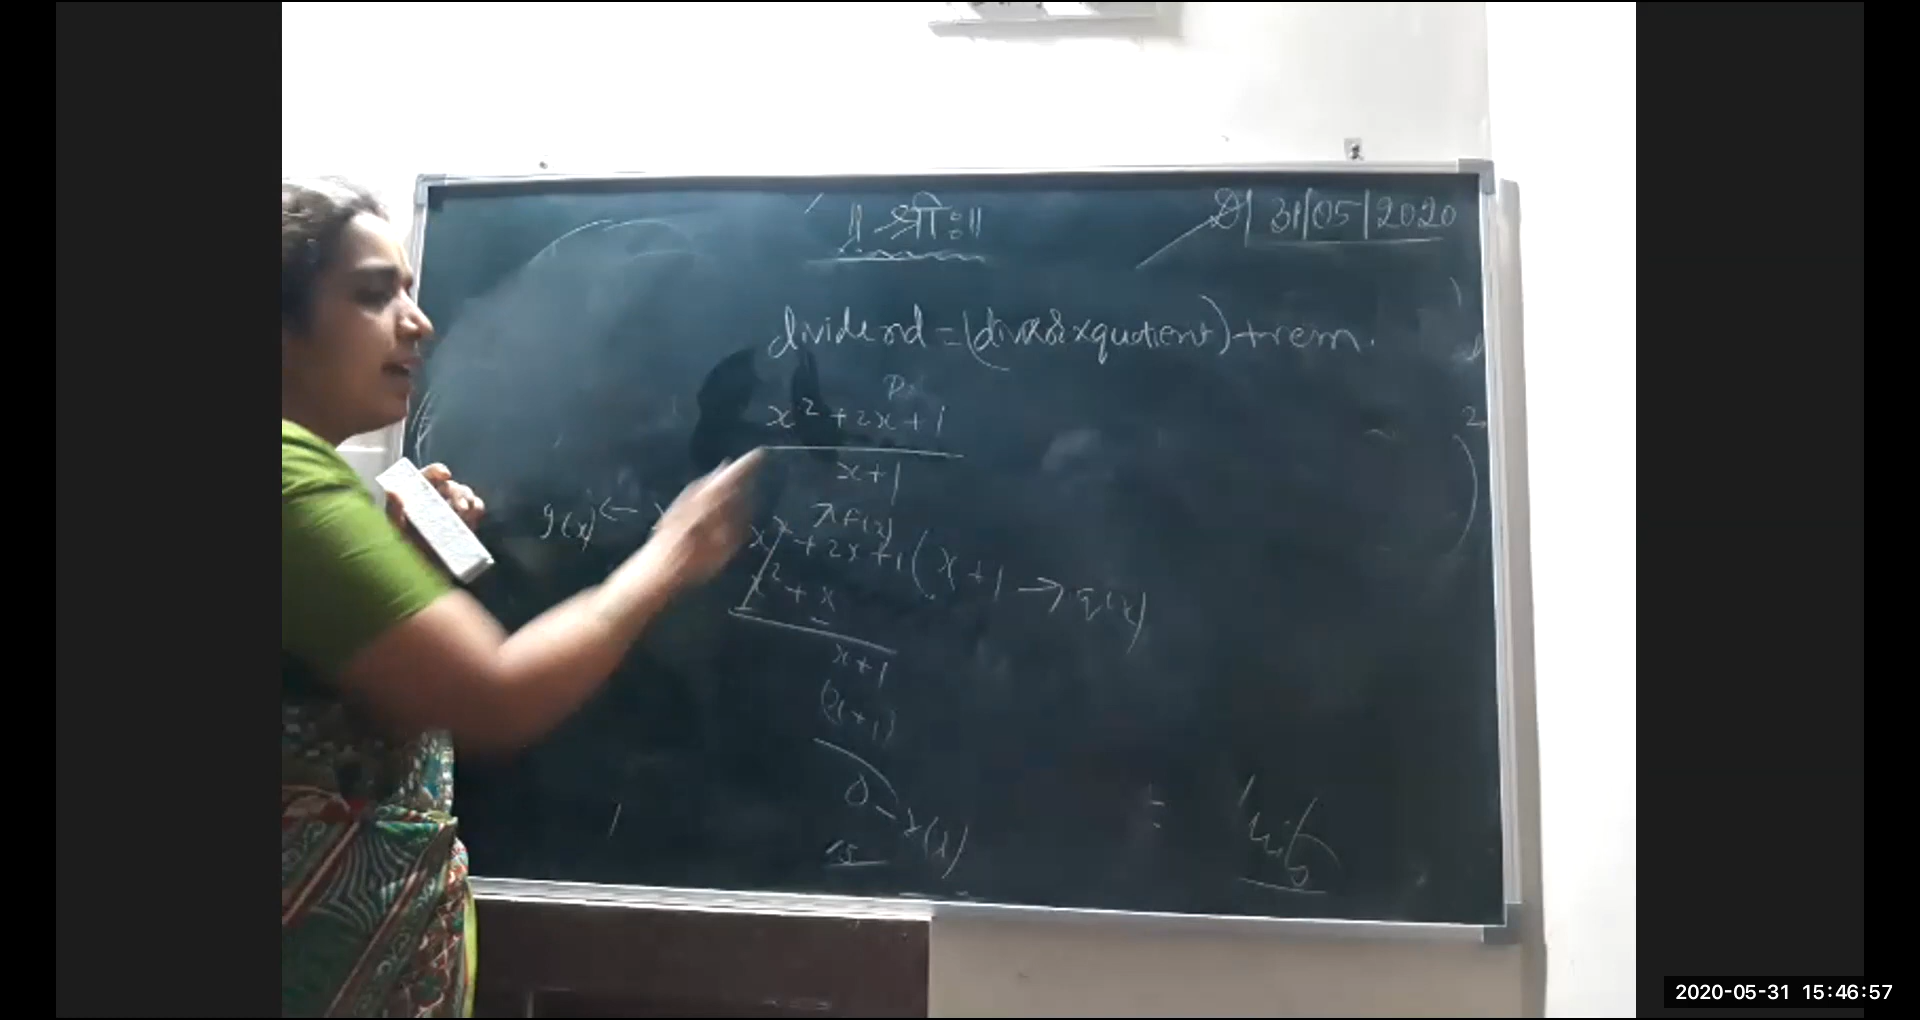 ॥ श्रीः ॥
D| 31/05/2020
dividend = (divisor x quotient) + rem.
x² + 2x + 1
x + 1
f(x)
g(x) ←
x² + 2x + 1 ( x + 1 → q(x)
x² + x
x + 1
(x + 1)
0 → r(x)
2020-05-31 15:46:57